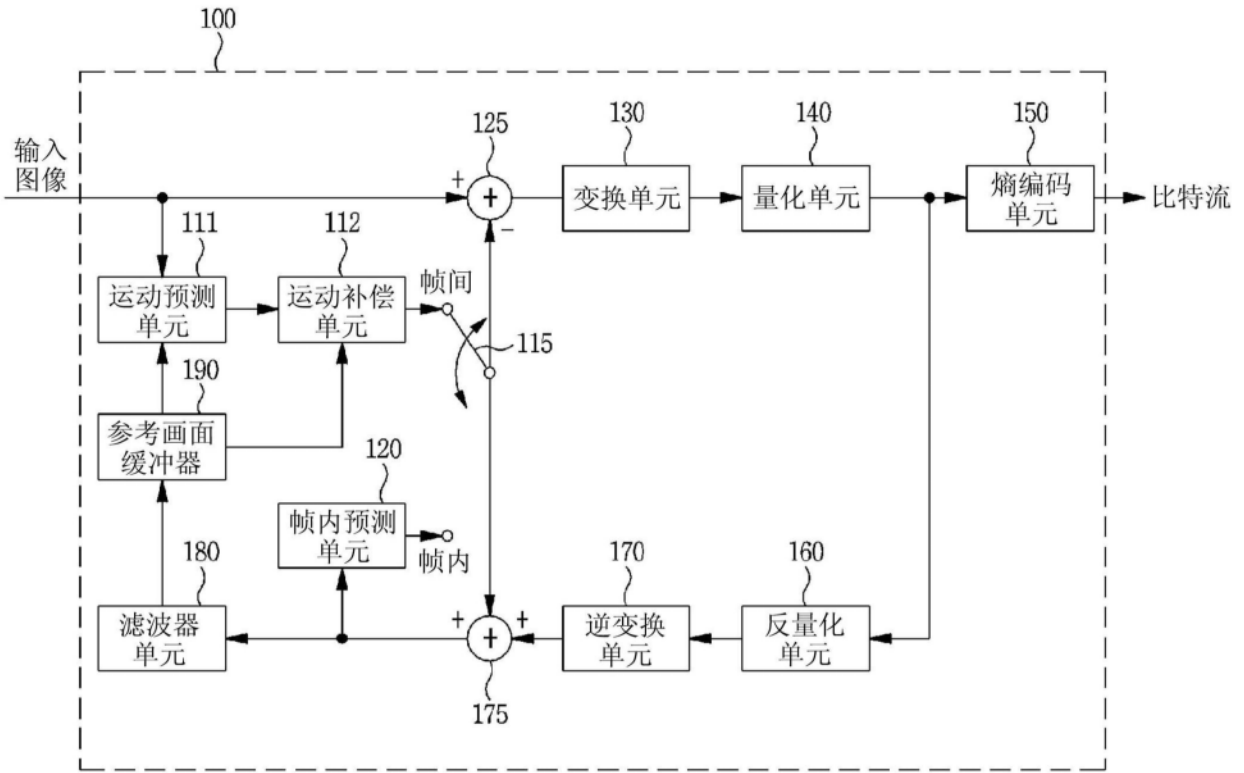 100
125
130
140
150
输入
图像
+
+
变换单元
量化单元
熵编码
单元
比特流
-
111
112
运动预测
单元
运动补偿
单元
帧间
115
190
参考画面
缓冲器
120
帧内预测
单元
帧内
180
170
160
滤波器
单元
+
+
+
逆变换
单元
反量化
单元
175